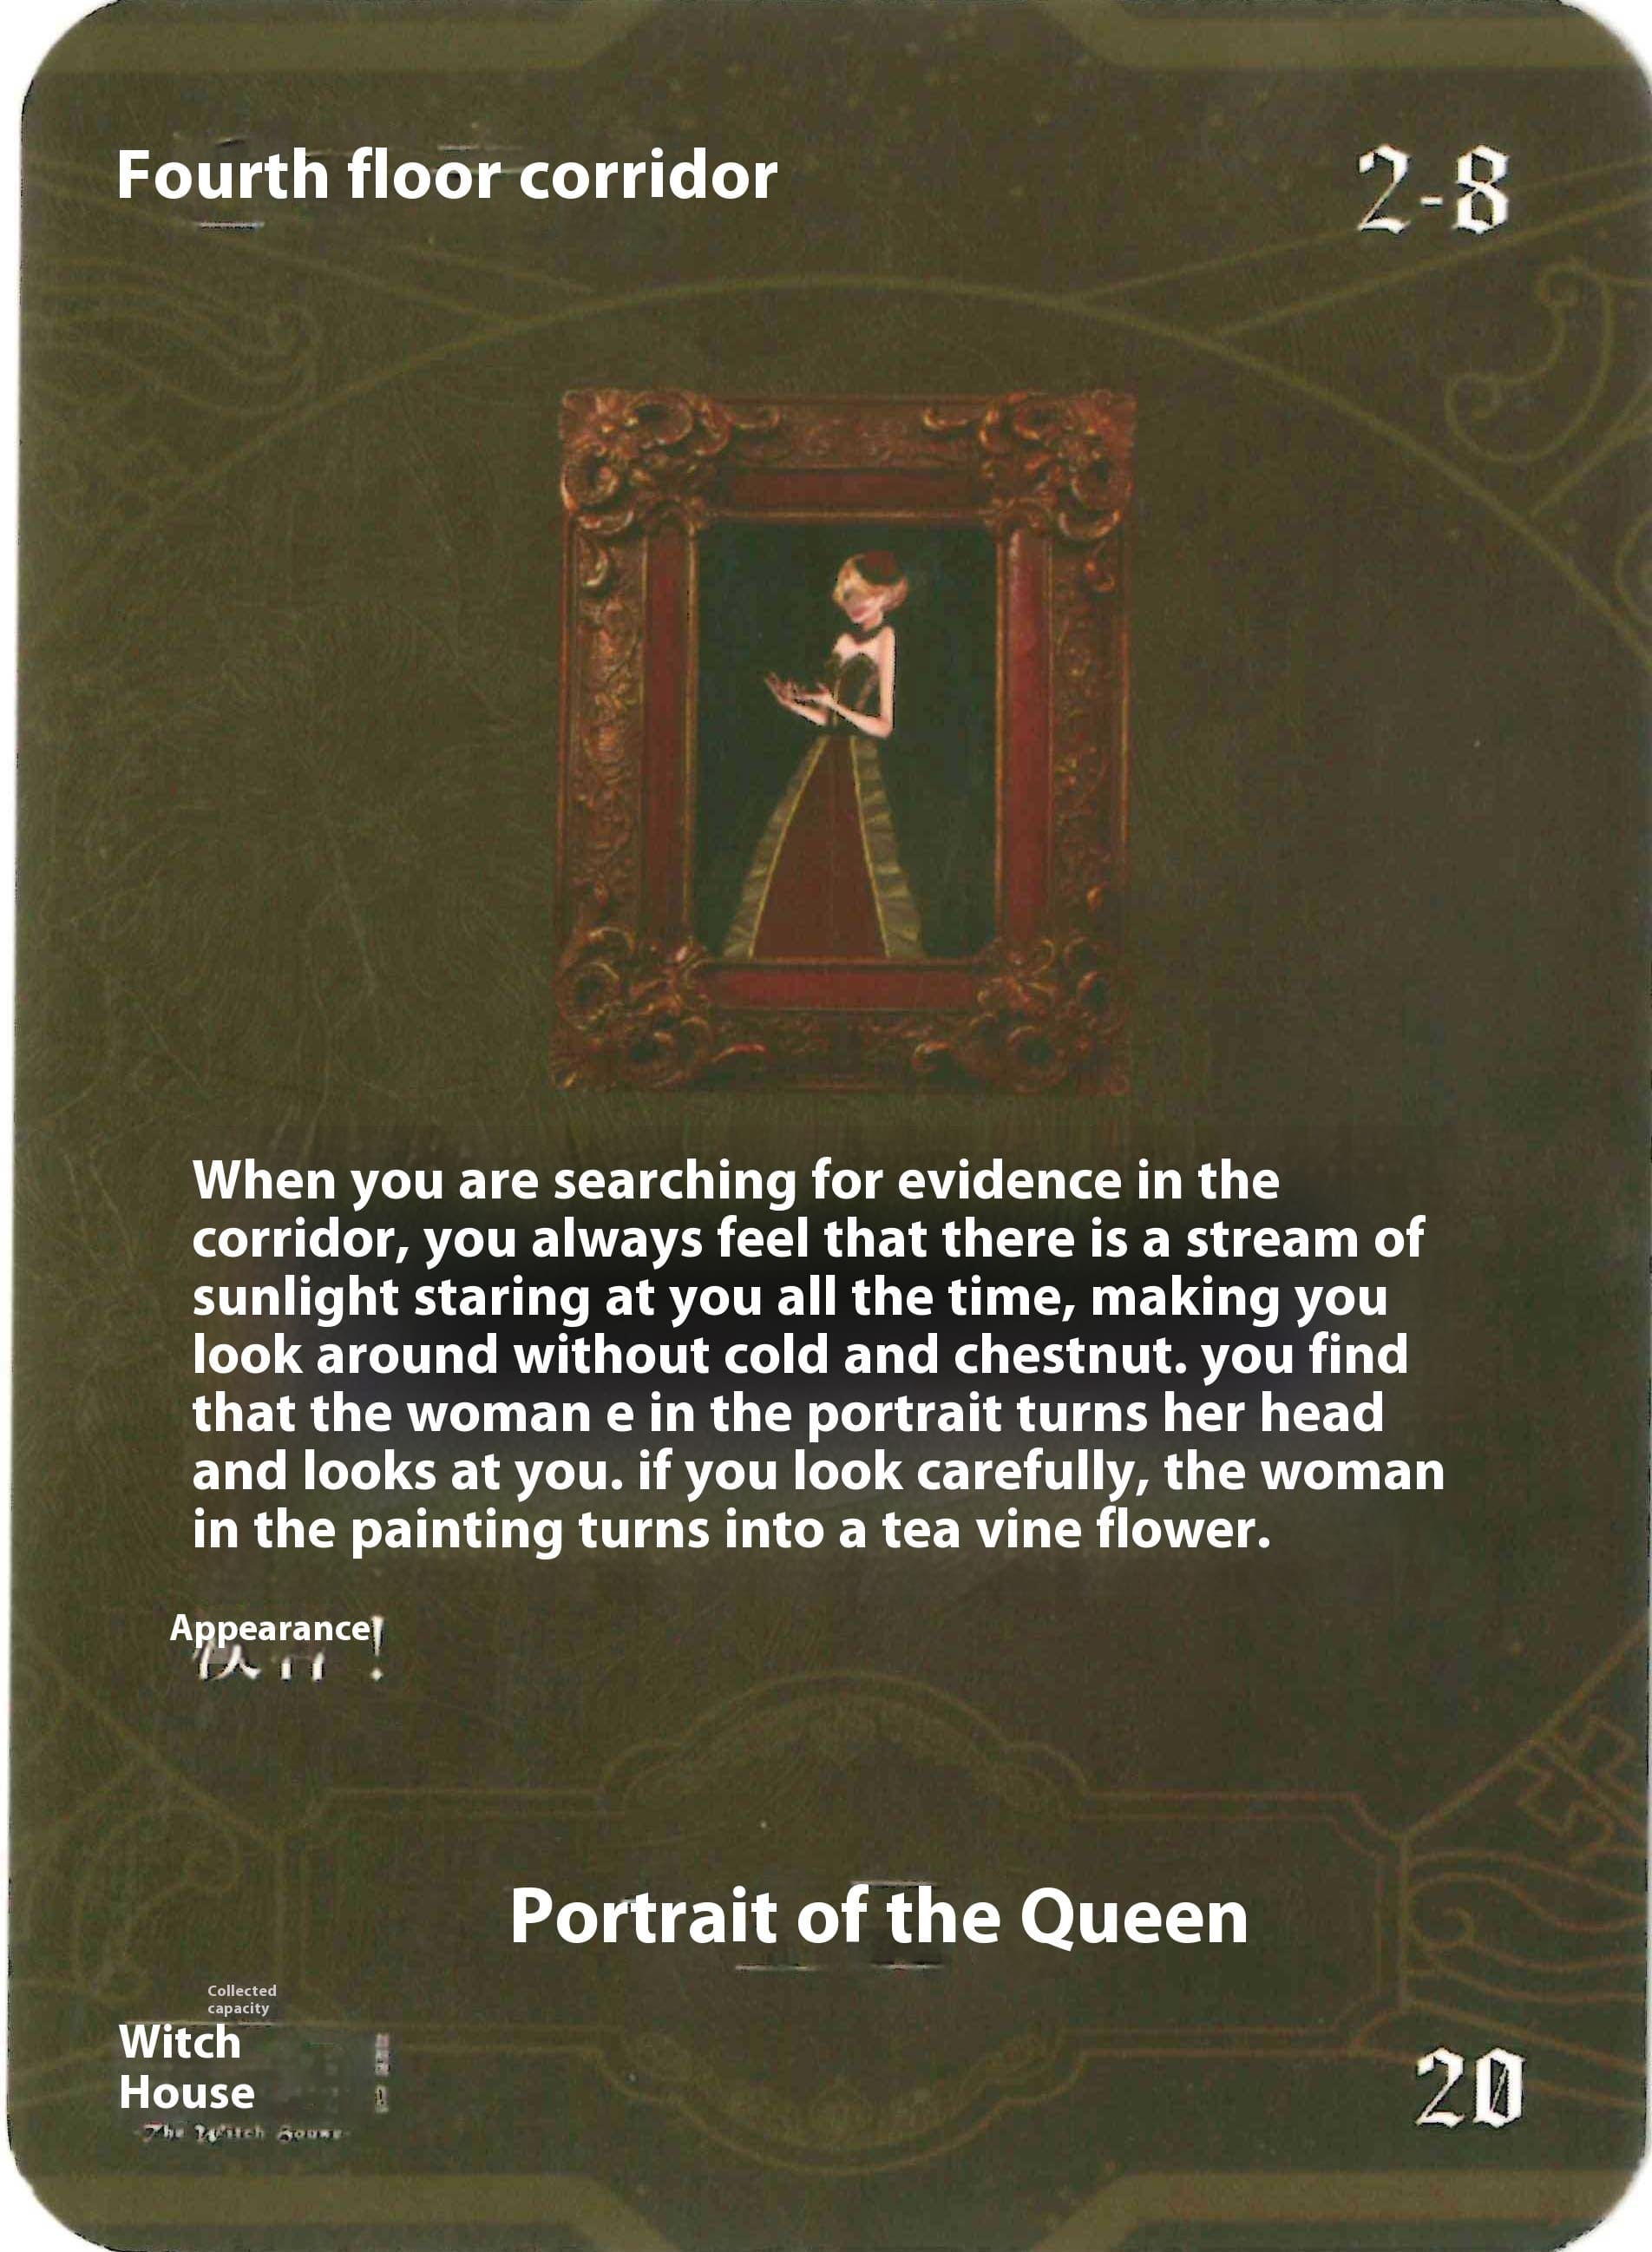 Fourth floor corridor
2-8
When you are searching for evidence in the
corridor, you always feel that there is a stream of
sunlight staring at you all the time, making you
look around without cold and chestnut. you find
that the woman e in the portrait turns her head
and looks at you. if you look carefully, the woman
in the painting turns into a tea vine flower.
Appearance!
Portrait of the Queen
Collected
capacity
Witch
House
-The Witch House-
20